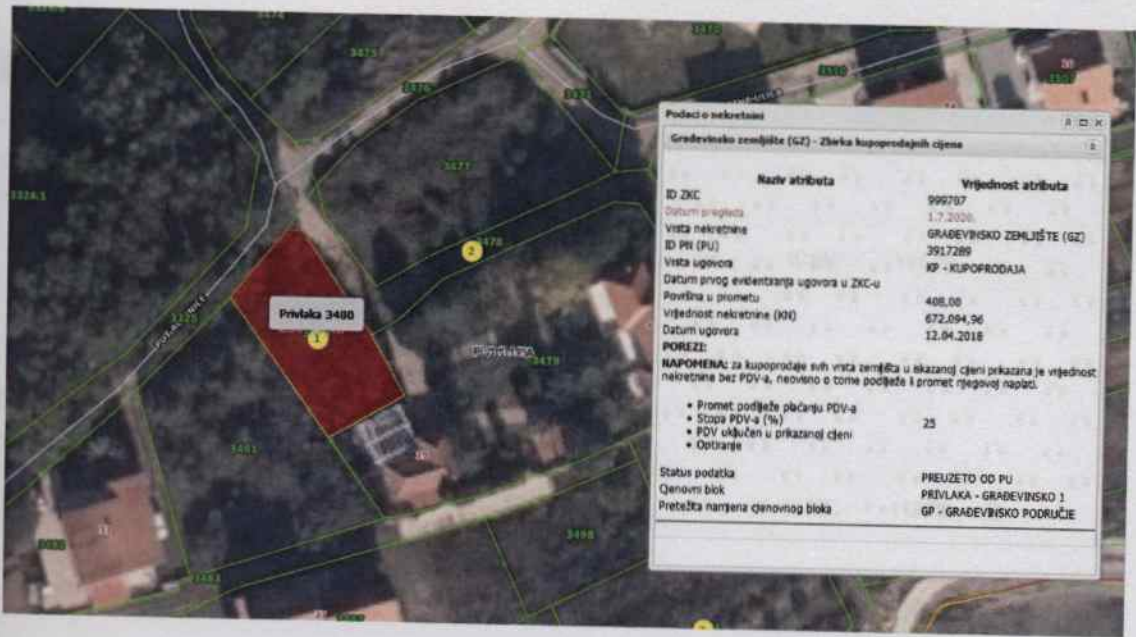 3475
3476
3477
3324/1
3478
2
Privlaka 3480
1
3325
3479
3481
3498
3483
Podaci o nekretnini
Građevinsko zemljište (GZ) - Zbirka kupoprodajnih cijena
Naziv atributa Vrijednost atributa
ID ZKC 999707
Datum pregleda 1.7.2020.
Vrsta nekretnine GRAĐEVINSKO ZEMLJIŠTE (GZ)
ID PN (PU) 3917289
Vrsta ugovora KP - KUPOPRODAJA
Datum prvog evidentiranja ugovora u ZKC-u
Površina u prometu 408,00
Vrijednost nekretnine (KN) 672.094,96
Datum ugovora 12.04.2018
POREZI:
NAPOMENA: za kupoprodaje svih vrsta zemljišta u iskazanoj cijeni prikazana je vrijednost
nekretnine bez PDV-a, neovisno o tome podliježe li promet njegovoj naplati.
• Promet podliježe plaćanju PDV-a
• Stopa PDV-a (%) 25
• PDV uključen u prikazanoj cijeni
• Optiranje
Status podatka PREUZETO OD PU
Cjenovni blok PRIVLAKA - GRAĐEVINSKO 1
Pretežita namjena cjenovnog bloka GP - GRAĐEVINSKO PODRUČJE